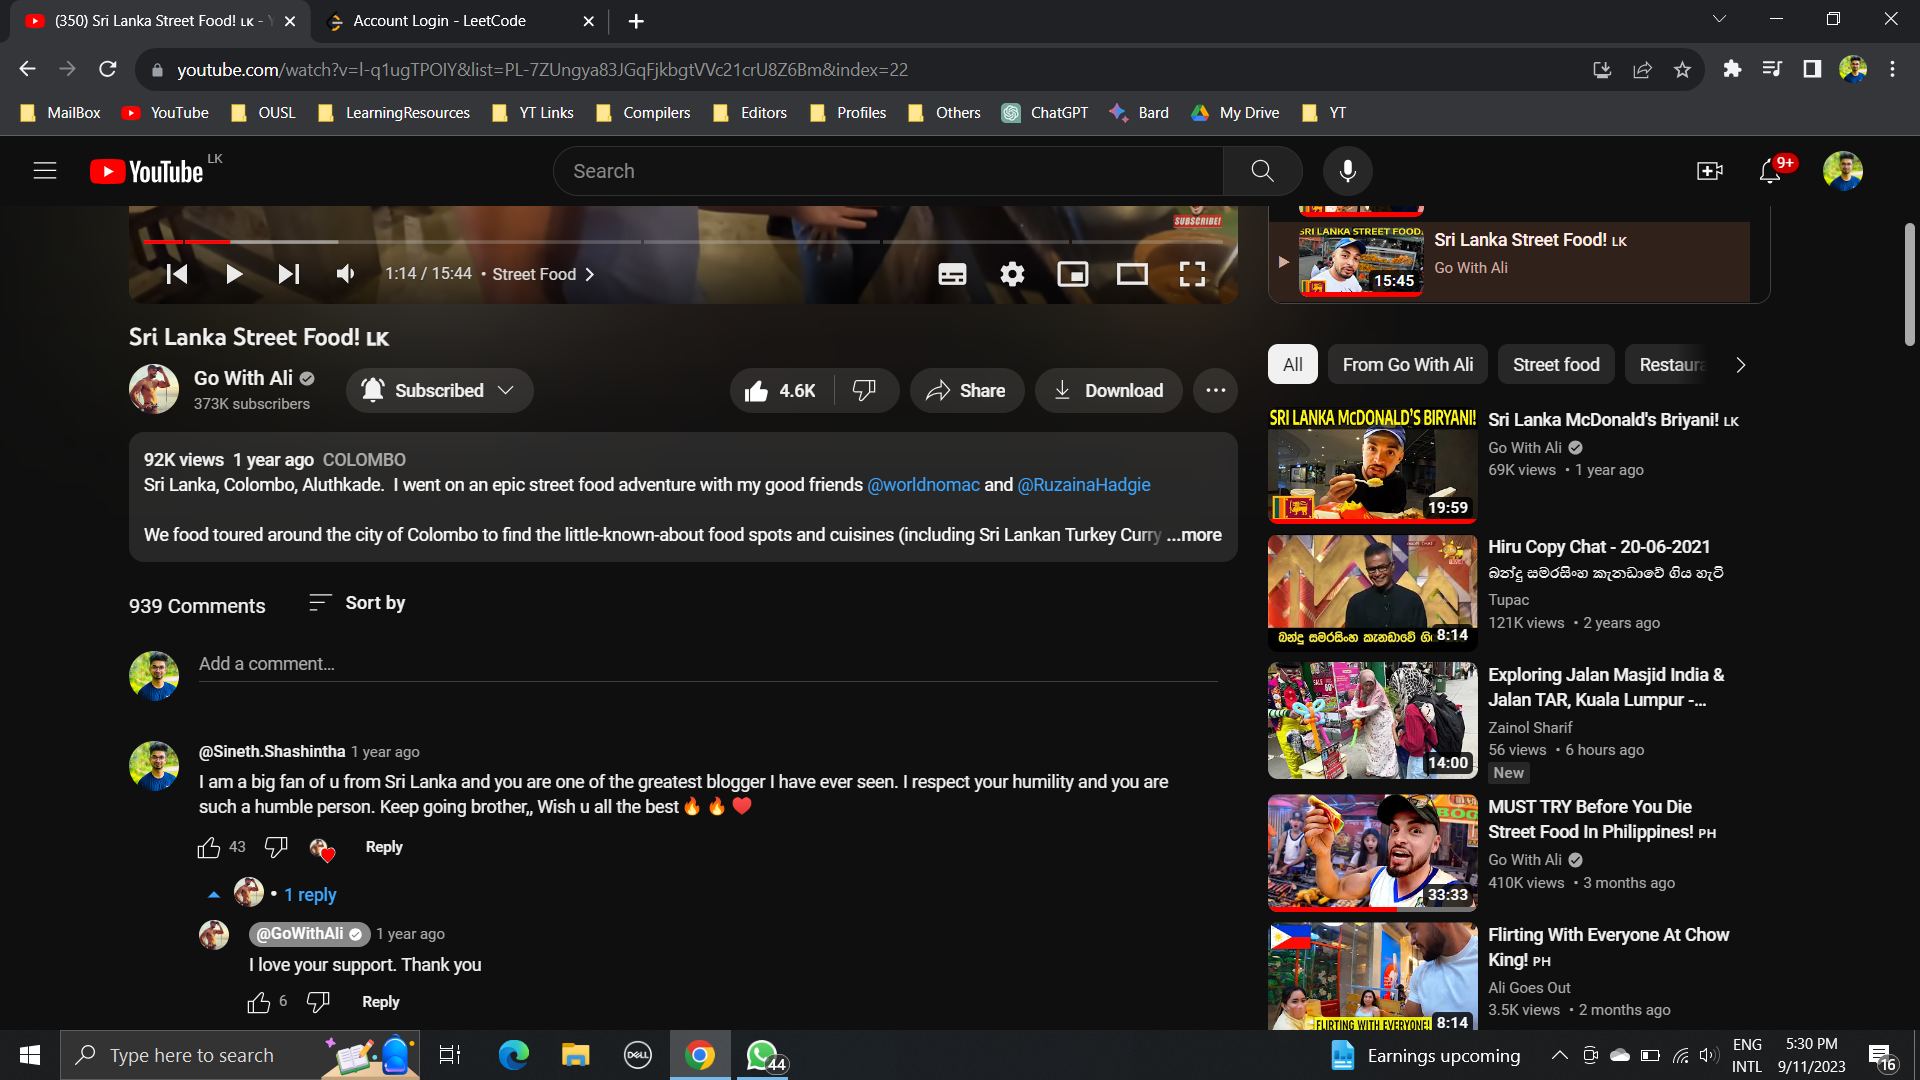 (350) Sri Lanka Street Food! 🇱🇰 - Y
Account Login - LeetCode
youtube.com/watch?v=l-q1ugTPOIY&list=PL-7ZUngya83JGqFjkbgtVVc21crU8Z6Bm&index=22
MailBox YouTube OUSL LearningResources YT Links Compilers Editors Profiles Others ChatGPT Bard My Drive YT
YouTube LK
Search
9+
SUBSCRIBE!
1:14 / 15:44 • Street Food
SRI LANKA STREET FOOD
15:45
Sri Lanka Street Food! LK
Go With Ali
Sri Lanka Street Food! LK
Go With Ali
373K subscribers
Subscribed
4.6K
Share
Download
92K views 1 year ago COLOMBO
Sri Lanka, Colombo, Aluthkade. I went on an epic street food adventure with my good friends @worldnomac and @RuzainaHadgie
We food toured around the city of Colombo to find the little-known-about food spots and cuisines (including Sri Lankan Turkey Curry ...more
939 Comments
Sort by
Add a comment...
@Sineth.Shashintha 1 year ago
I am a big fan of u from Sri Lanka and you are one of the greatest blogger I have ever seen. I respect your humility and you are
such a humble person. Keep going brother,, Wish u all the best🔥 🔥 ❤️
43
Reply
• 1 reply
@GoWithAli 1 year ago
I love your support. Thank you
6
Reply
All
From Go With Ali
Street food
Restaura
SRI LANKA McDONALD'S BIRYANI!
19:59
Sri Lanka McDonald's Briyani! LK
Go With Ali
69K views • 1 year ago
බන්දු සමරසිංහ කැනඩාවේ ගි
8:14
Hiru Copy Chat - 20-06-2021
බන්දු සමරසිංහ කැනඩාවේ ගිය හැටි
Tupac
121K views • 2 years ago
SALE
14:00
Exploring Jalan Masjid India &
Jalan TAR, Kuala Lumpur -...
Zainol Sharif
56 views • 6 hours ago
New
33:33
MUST TRY Before You Die
Street Food In Philippines! PH
Go With Ali
410K views • 3 months ago
FLIRTING WITH EVERYONE!
8:14
Flirting With Everyone At Chow
King! PH
Ali Goes Out
3.5K views • 2 months ago
Type here to search
DELL
44
Earnings upcoming
ENG
INTL
5:30 PM
9/11/2023
16